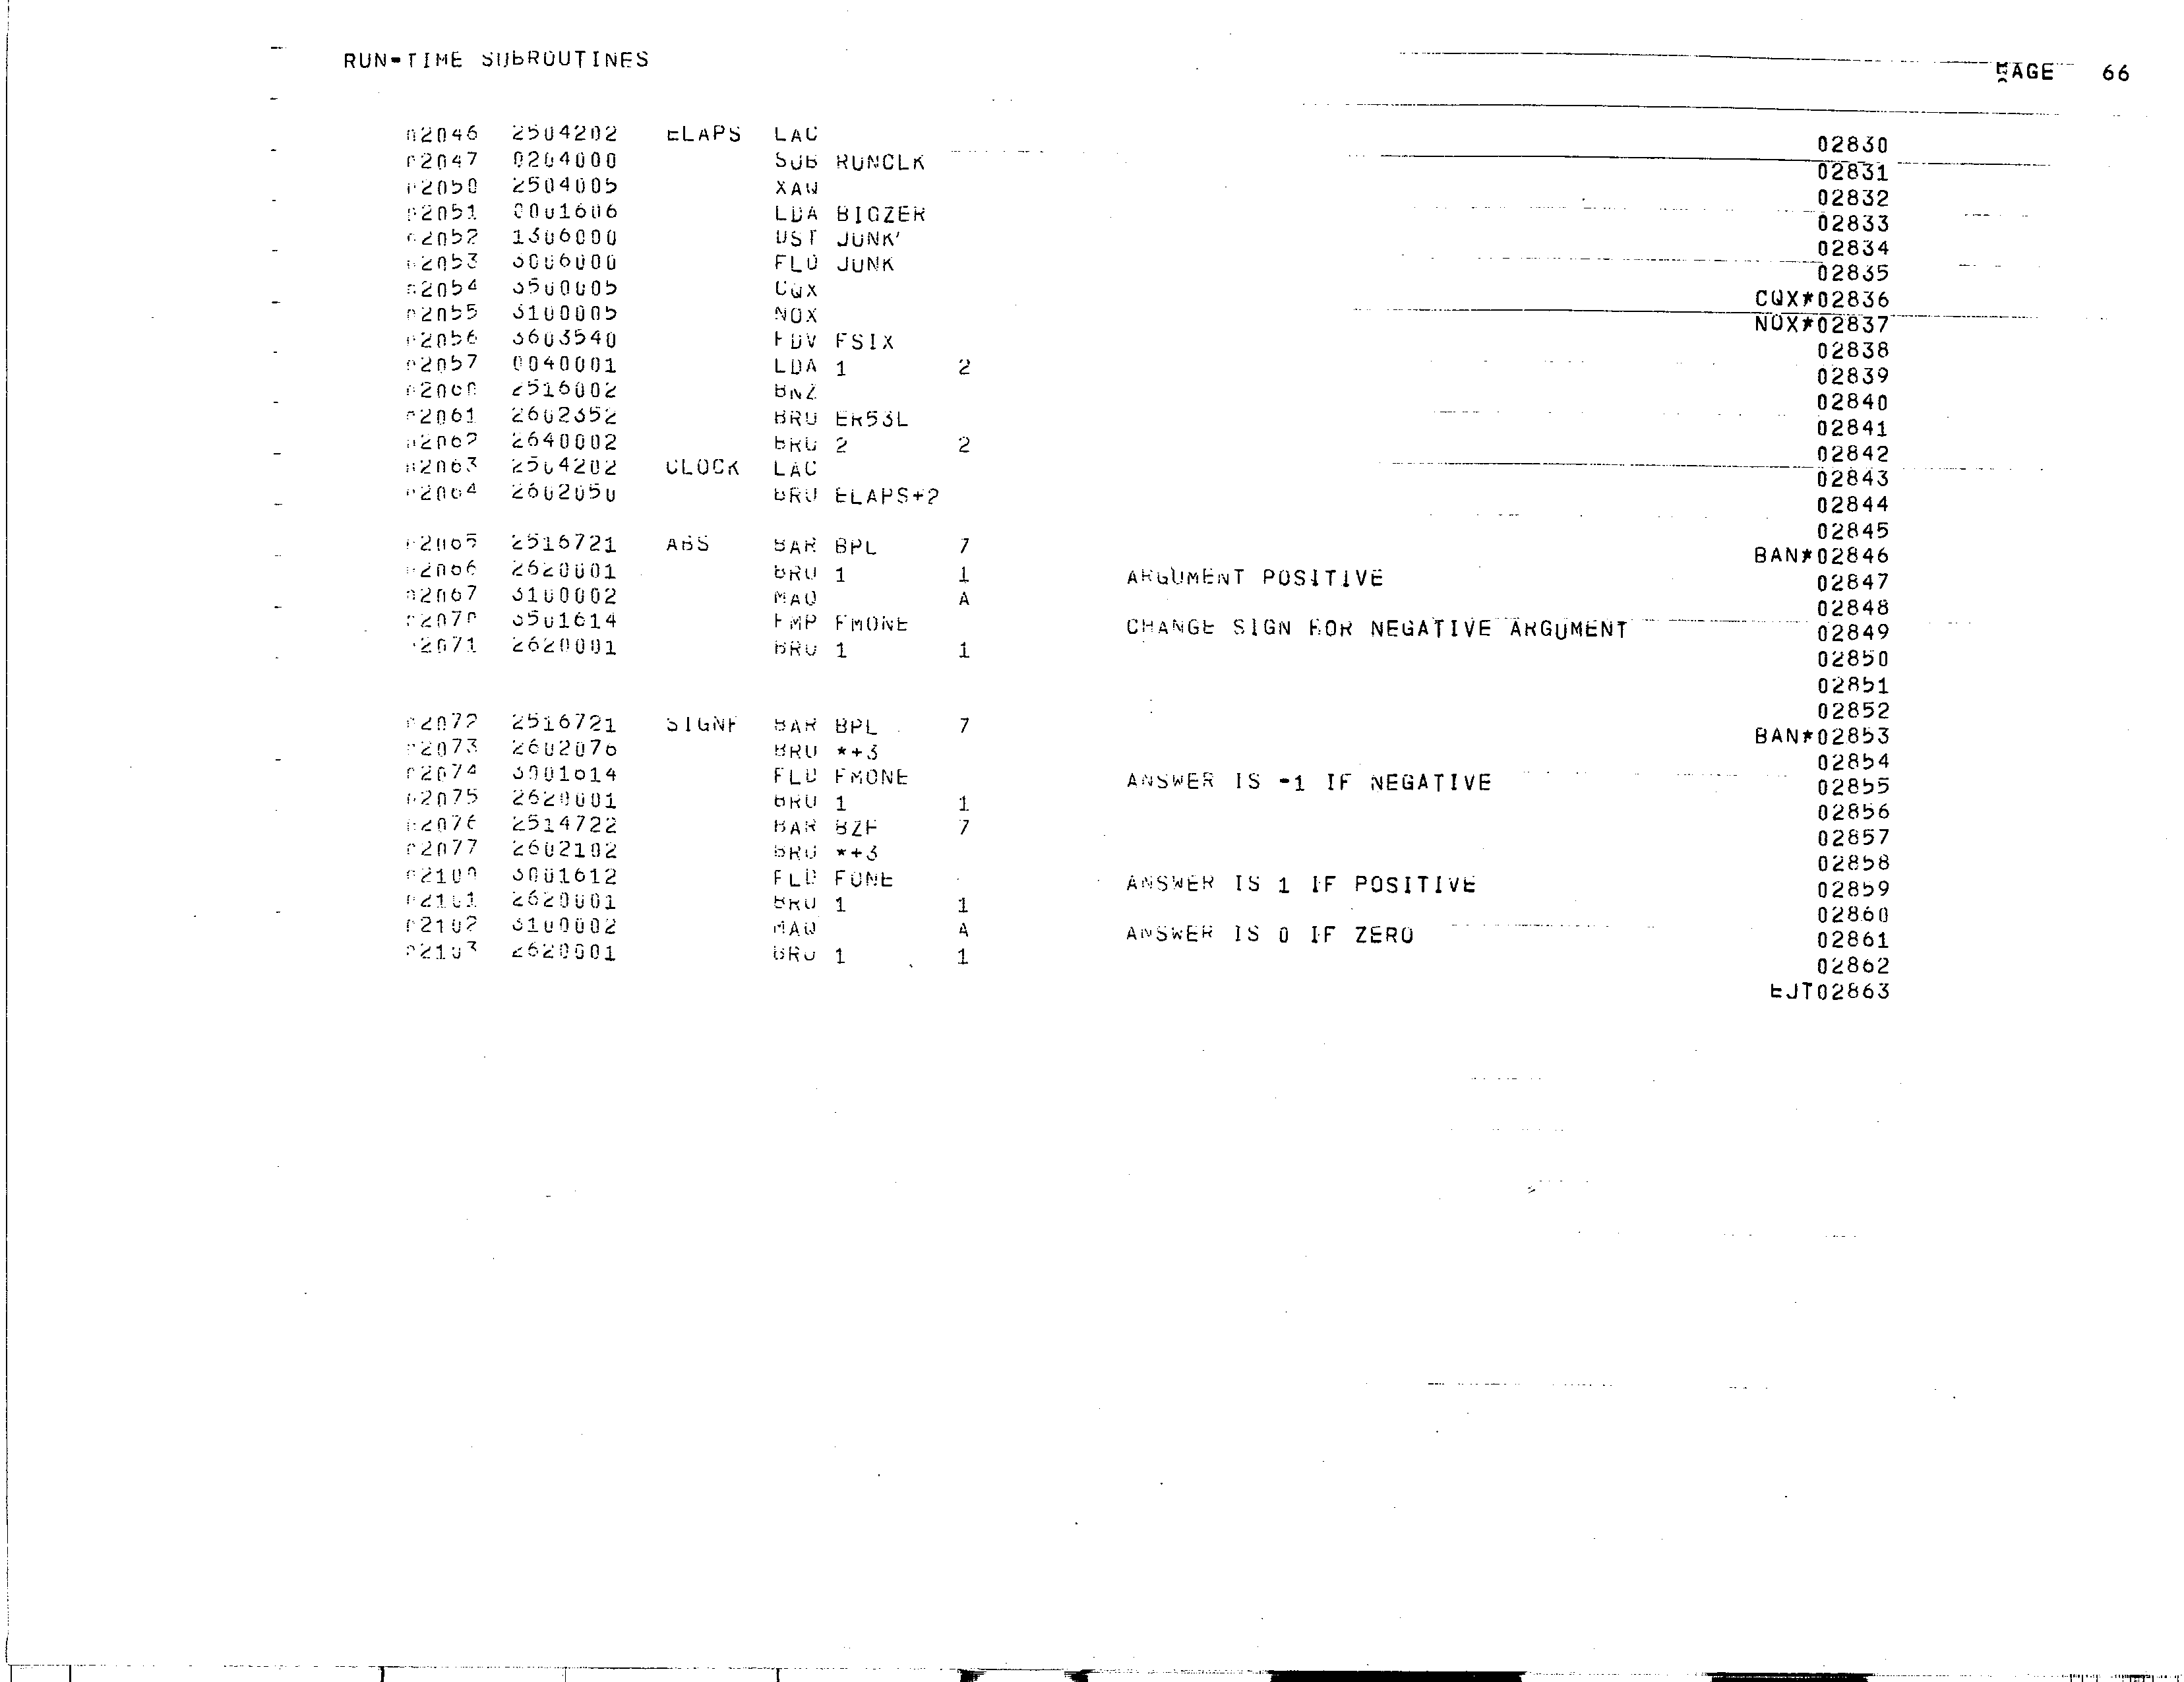 RUN-TIME SUBROUTINES PAGE 66
02046 2504202 ELAPS LAC 02830
02047 0204000 SUB RUNCLK 02831
02050 2504005 XAQ 02832
02051 0001606 LDA BIGZER 02833
02052 1306000 DST JUNK' 02834
02053 3006000 FLD JUNK 02835
02054 3500005 CQX CQX*02836
02055 3100005 NOX NOX*02837
02056 3603540 FDV FSIX 02838
02057 0040001 LDA 1 2 02839
02060 2516002 BNZ 02840
02061 2602352 BRU ER53L 02841
02062 2640002 BRU 2 2 02842
02063 2504202 CLOCK LAC 02843
02064 2602050 BRU ELAPS+2 02844
02845
02065 2516721 ABS BAR BPL 7 BAN*02846
02066 2620001 BRU 1 1 ARGUMENT POSITIVE 02847
02067 3100002 MAQ A 02848
02070 3501614 FMP FMONE CHANGE SIGN FOR NEGATIVE ARGUMENT 02849
02071 2620001 BRU 1 1 02850
02851
02852
02072 2516721 SIGNF BAR BPL 7 BAN*02853
02073 2602076 BRU *+3 02854
02074 3001614 FLD FMONE ANSWER IS -1 IF NEGATIVE 02855
02075 2620001 BRU 1 1 02856
02076 2514722 BAR BZE 7 02857
02077 2602102 BRU *+3 02858
02100 3001612 FLD FONE ANSWER IS 1 IF POSITIVE 02859
02101 2620001 BRU 1 1 02860
02102 3100002 MAQ A ANSWER IS 0 IF ZERO 02861
02103 2620001 BRU 1 1 02862
EJT02863